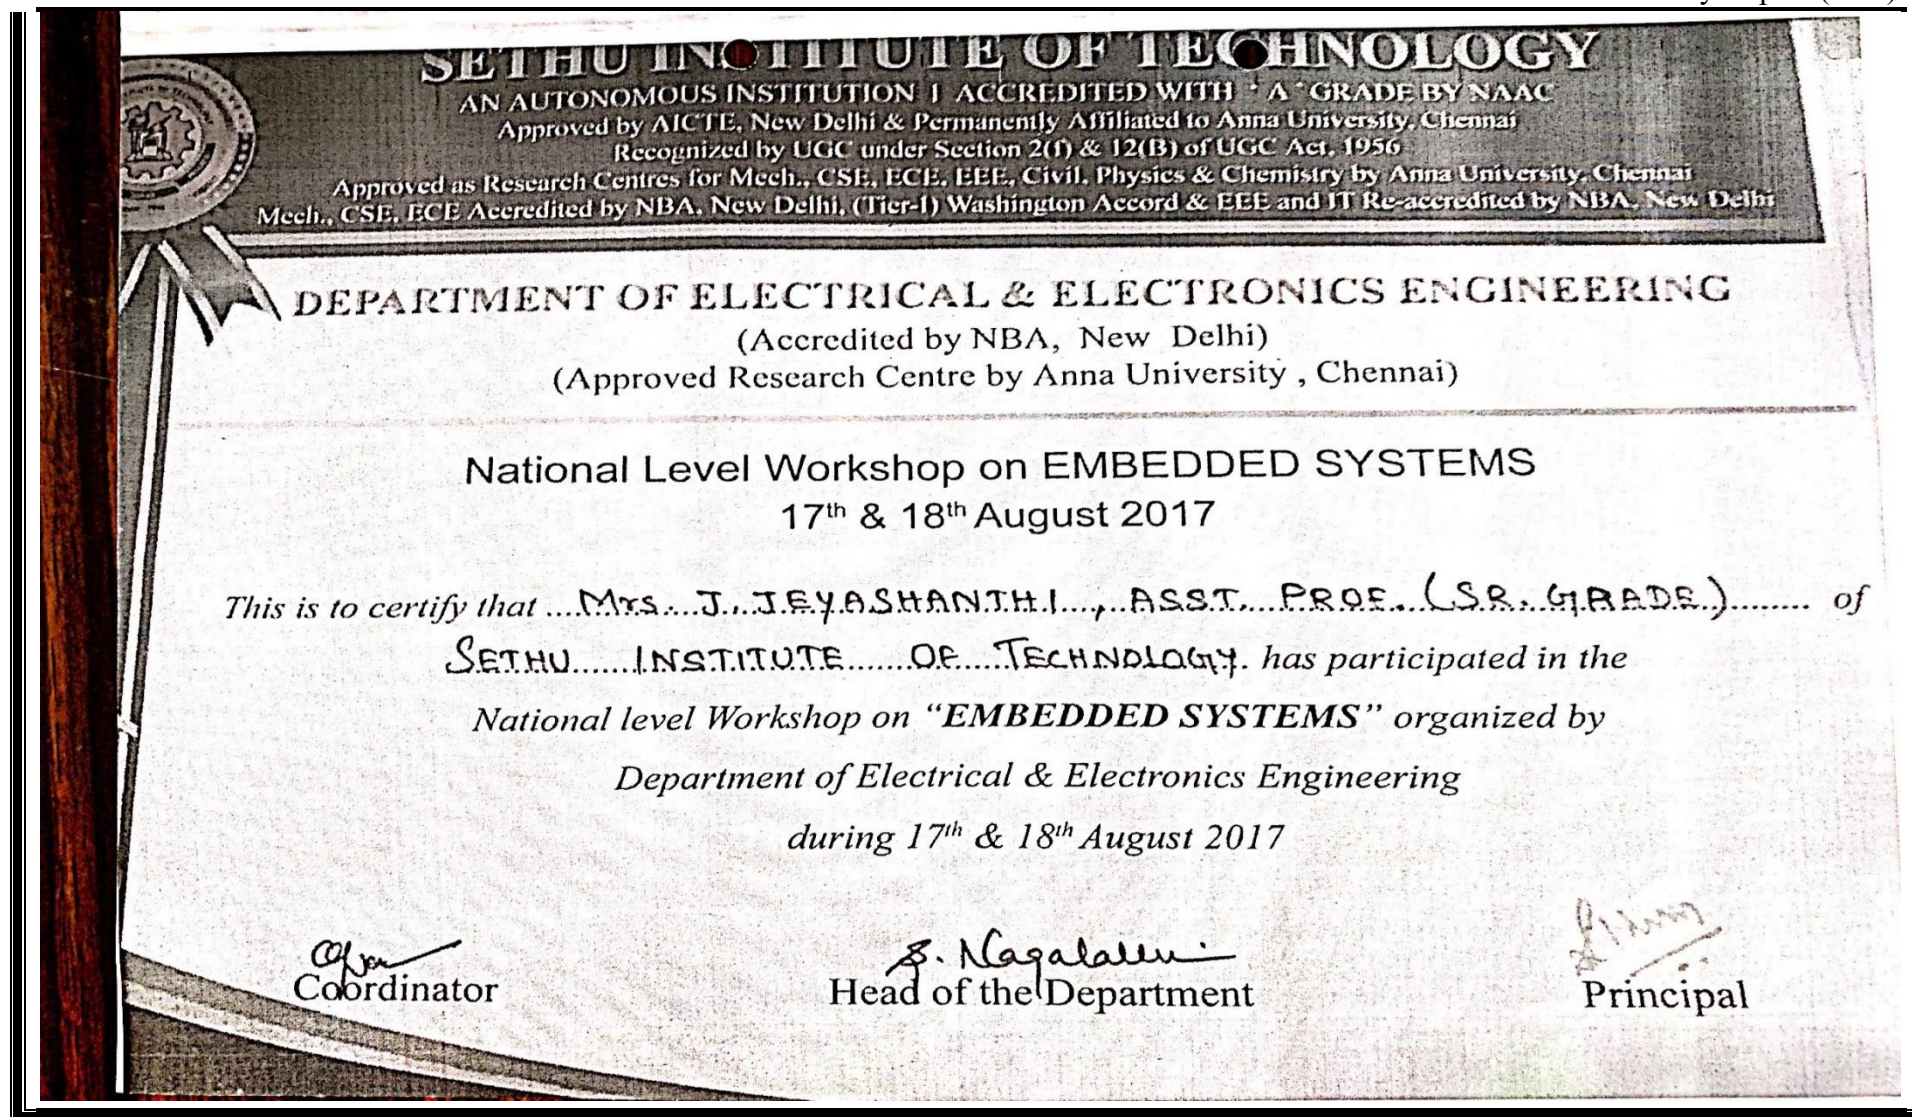 SETHU INSTITUTE OF TECHNOLOGY
AN AUTONOMOUS INSTITUTION | ACCREDITED WITH ' A ' GRADE BY NAAC
Approved by AICTE, New Delhi & Permanently Affiliated to Anna University, Chennai
Recognized by UGC under Section 2(f) & 12(B) of UGC Act, 1956
Approved as Research Centres for Mech., CSE, ECE, EEE, Civil, Physics & Chemistry by Anna University, Chennai
Mech., CSE, ECE Accredited by NBA, New Delhi, (Tier-I) Washington Accord & EEE and IT Re-accredited by NBA, New Delhi
DEPARTMENT OF ELECTRICAL & ELECTRONICS ENGINEERING
(Accredited by NBA, New Delhi)
(Approved Research Centre by Anna University , Chennai)
National Level Workshop on EMBEDDED SYSTEMS
17th & 18th August 2017
This is to certify that ....Mrs. J. JEYASHANTHI, ASST. PROF. (SR. GRADE)........ of
SETHU INSTITUTE OF TECHNOLOGY. has participated in the
National level Workshop on "EMBEDDED SYSTEMS" organized by
Department of Electrical & Electronics Engineering
during 17th & 18th August 2017
Coordinator
Head of the Department
Principal